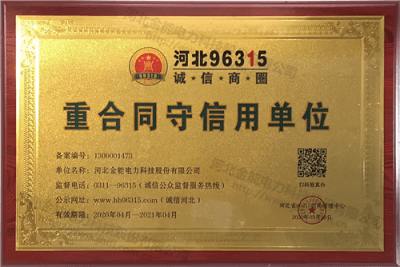 河北96315
诚·信·商·圈
96315
重合同守信用单位
备案编号：1300001473
单位名称：河北金能电力科技股份有限公司
监督电话：0311—96315（诚信公众监督服务热线）
公示网址：www.hb96315.com（诚信河北）
有效期限：2020年04月—2021年04月
扫码验真伪